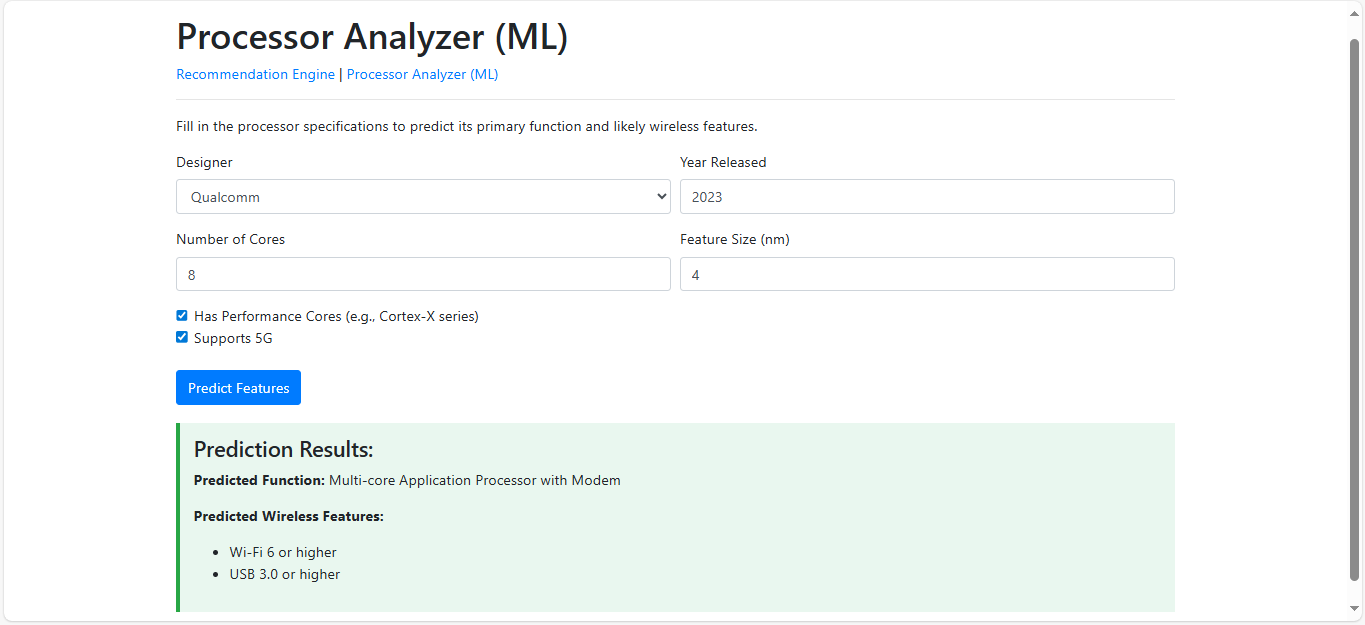 Processor Analyzer (ML)
Recommendation Engine | Processor Analyzer (ML)
Fill in the processor specifications to predict its primary function and likely wireless features.
Designer
Year Released
Qualcomm
2023
Number of Cores
Feature Size (nm)
8
4
Has Performance Cores (e.g., Cortex-X series)
Supports 5G
Predict Features
Prediction Results:
Predicted Function: Multi-core Application Processor with Modem
Predicted Wireless Features:
• Wi-Fi 6 or higher
• USB 3.0 or higher